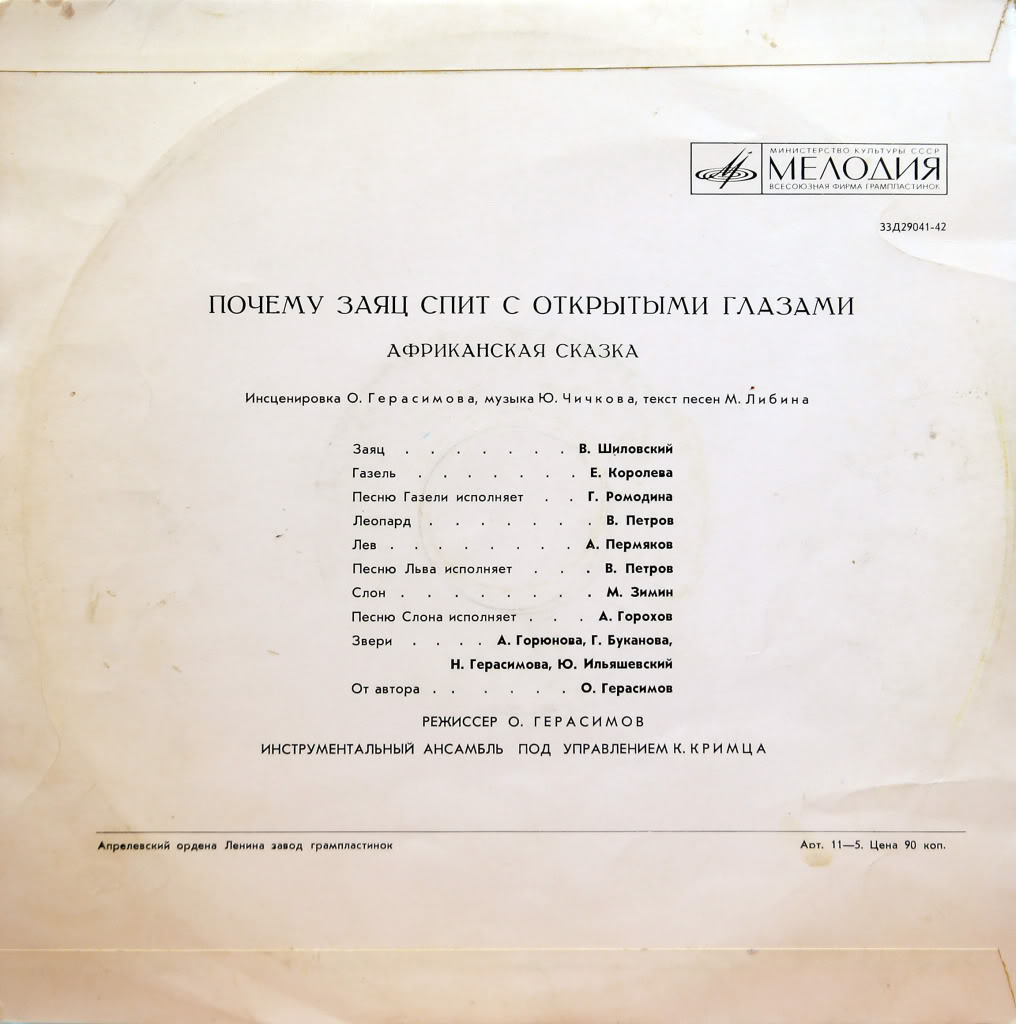 МИНИСТЕРСТВО КУЛЬТУРЫ СССР
МЕЛОДИЯ
ВСЕСОЮЗНАЯ ФИРМА ГРАМПЛАСТИНОК
33Д29041-42
ПОЧЕМУ ЗАЯЦ СПИТ С ОТКРЫТЫМИ ГЛАЗАМИ
АФРИКАНСКАЯ СКАЗКА
Инсценировка О. Герасимова, музыка Ю. Чичкова, текст песен М. Либина
Заяц . . . . . . . В. Шиловский
Газель . . . . . . . Е. Королева
Песню Газели исполняет . . Г. Ромодина
Леопард . . . . . . . В. Петров
Лев . . . . . . . . А. Пермяков
Песню Льва исполняет . . . В. Петров
Слон . . . . . . . . М. Зимин
Песню Слона исполняет . . . А. Горохов
Звери . . . . А. Горюнова, Г. Буканова,
Н. Герасимова, Ю. Ильяшевский
От автора . . . . . . О. Герасимов
РЕЖИССЕР О. ГЕРАСИМОВ
ИНСТРУМЕНТАЛЬНЫЙ АНСАМБЛЬ ПОД УПРАВЛЕНИЕМ К. КРИМЦА
Апрелевский ордена Ленина завод грампластинок
Арт. 11—5. Цена 90 коп.